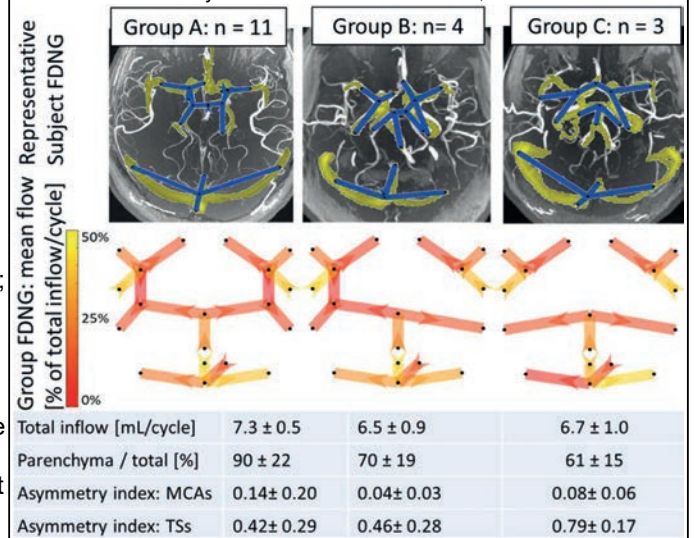 Group A: n = 11
Group B: n= 4
Group C: n = 3
Representative
Subject FDNG
Group FDNG: mean flow
[% of total inflow/cycle]
50%
25%
0%
Total inflow [mL/cycle] 7.3 ± 0.5 6.5 ± 0.9 6.7 ± 1.0
Parenchyma / total [%] 90 ± 22 70 ± 19 61 ± 15
Asymmetry index: MCAs 0.14± 0.20 0.04± 0.03 0.08± 0.06
Asymmetry index: TSs 0.42± 0.29 0.46± 0.28 0.79± 0.17